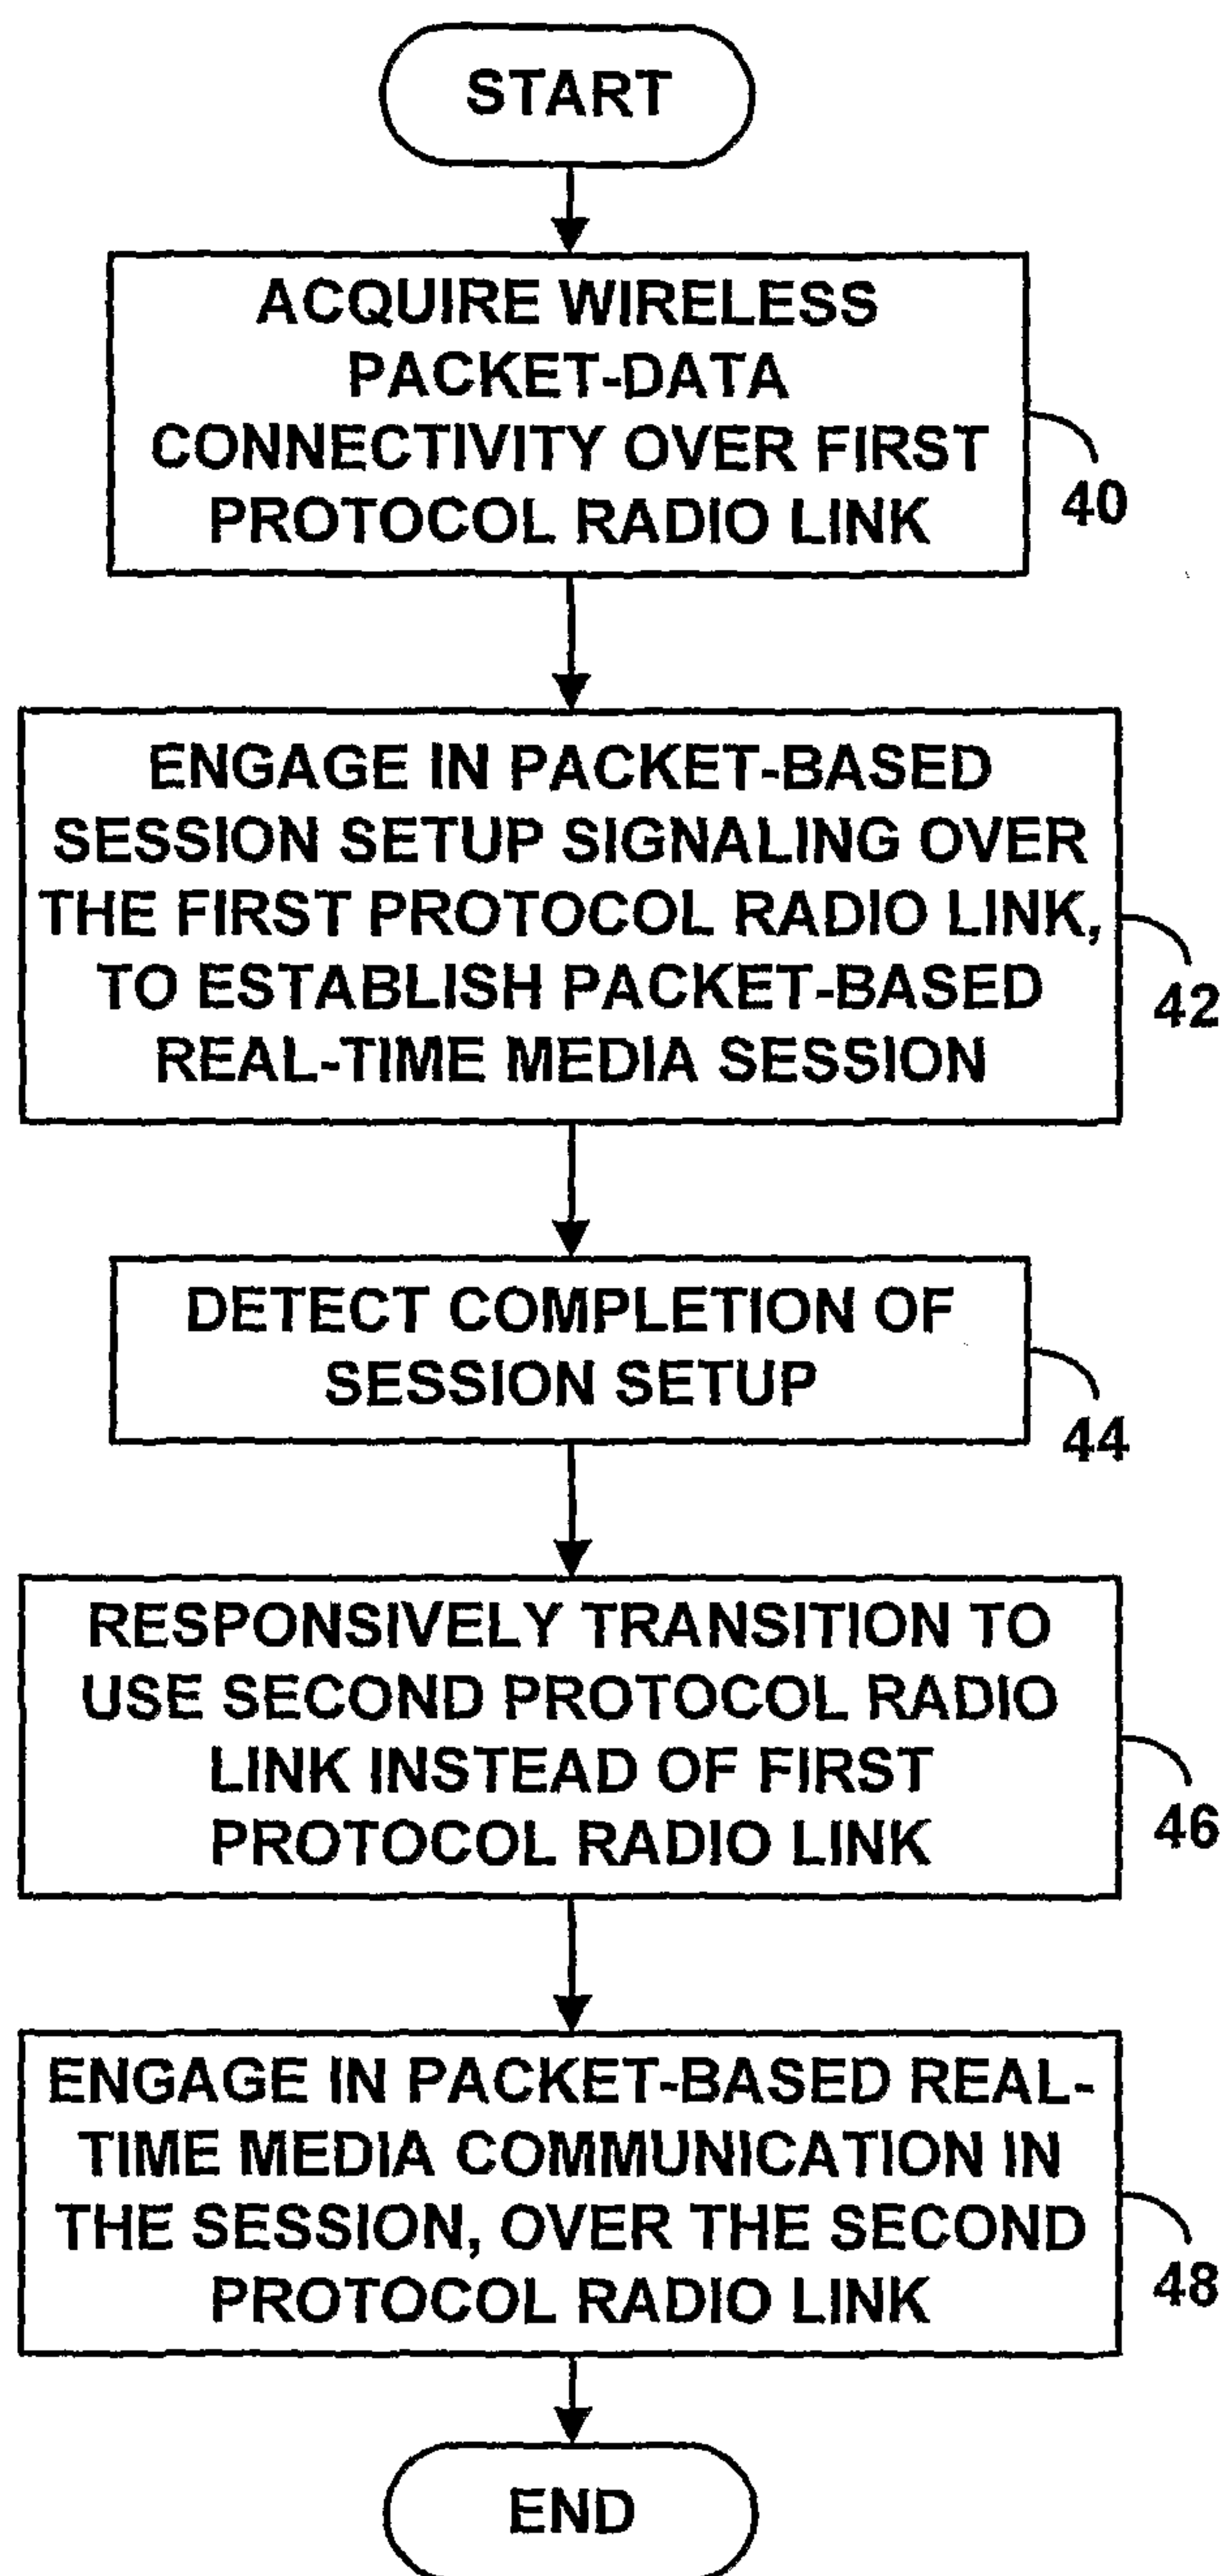 START
ACQUIRE WIRELESS
PACKET-DATA
CONNECTIVITY OVER FIRST
PROTOCOL RADIO LINK
40
ENGAGE IN PACKET-BASED
SESSION SETUP SIGNALING OVER
THE FIRST PROTOCOL RADIO LINK,
TO ESTABLISH PACKET-BASED
REAL-TIME MEDIA SESSION
42
DETECT COMPLETION OF
SESSION SETUP
44
RESPONSIVELY TRANSITION TO
USE SECOND PROTOCOL RADIO
LINK INSTEAD OF FIRST
PROTOCOL RADIO LINK
46
ENGAGE IN PACKET-BASED REAL-
TIME MEDIA COMMUNICATION IN
THE SESSION, OVER THE SECOND
PROTOCOL RADIO LINK
48
END